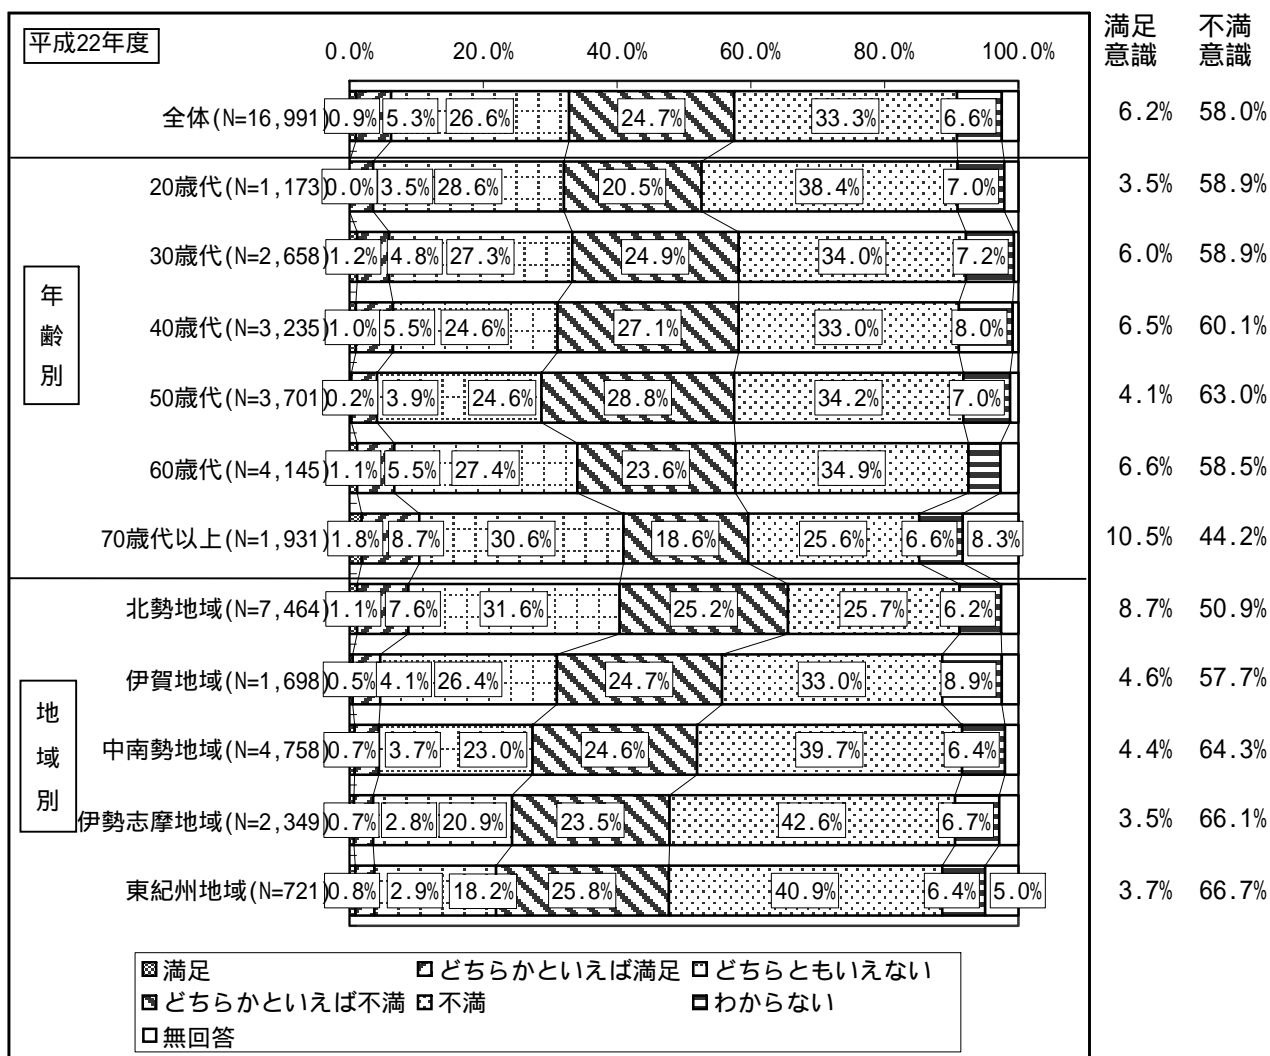 満足 不満
意識 意識
平成22年度
0.0% 20.0% 40.0% 60.0% 80.0% 100.0%
全体(N=16,991) 0.9% 5.3% 26.6% 24.7% 33.3% 6.6% 6.2% 58.0%
年齢別
20歳代(N=1,173) 0.0% 3.5% 28.6% 20.5% 38.4% 7.0% 3.5% 58.9%
30歳代(N=2,658) 1.2% 4.8% 27.3% 24.9% 34.0% 7.2% 6.0% 58.9%
40歳代(N=3,235) 1.0% 5.5% 24.6% 27.1% 33.0% 8.0% 6.5% 60.1%
50歳代(N=3,701) 0.2% 3.9% 24.6% 28.8% 34.2% 7.0% 4.1% 63.0%
60歳代(N=4,145) 1.1% 5.5% 27.4% 23.6% 34.9% 6.6% 58.5%
70歳代以上(N=1,931) 1.8% 8.7% 30.6% 18.6% 25.6% 6.6% 8.3% 10.5% 44.2%
地域別
北勢地域(N=7,464) 1.1% 7.6% 31.6% 25.2% 25.7% 6.2% 8.7% 50.9%
伊賀地域(N=1,698) 0.5% 4.1% 26.4% 24.7% 33.0% 8.9% 4.6% 57.7%
中南勢地域(N=4,758) 0.7% 3.7% 23.0% 24.6% 39.7% 6.4% 4.4% 64.3%
伊勢志摩地域(N=2,349) 0.7% 2.8% 20.9% 23.5% 42.6% 6.7% 3.5% 66.1%
東紀州地域(N=721) 0.8% 2.9% 18.2% 25.8% 40.9% 6.4% 5.0% 3.7% 66.7%
満足 どちらかといえば満足 どちらともいえない
どちらかといえば不満 不満 わからない
無回答